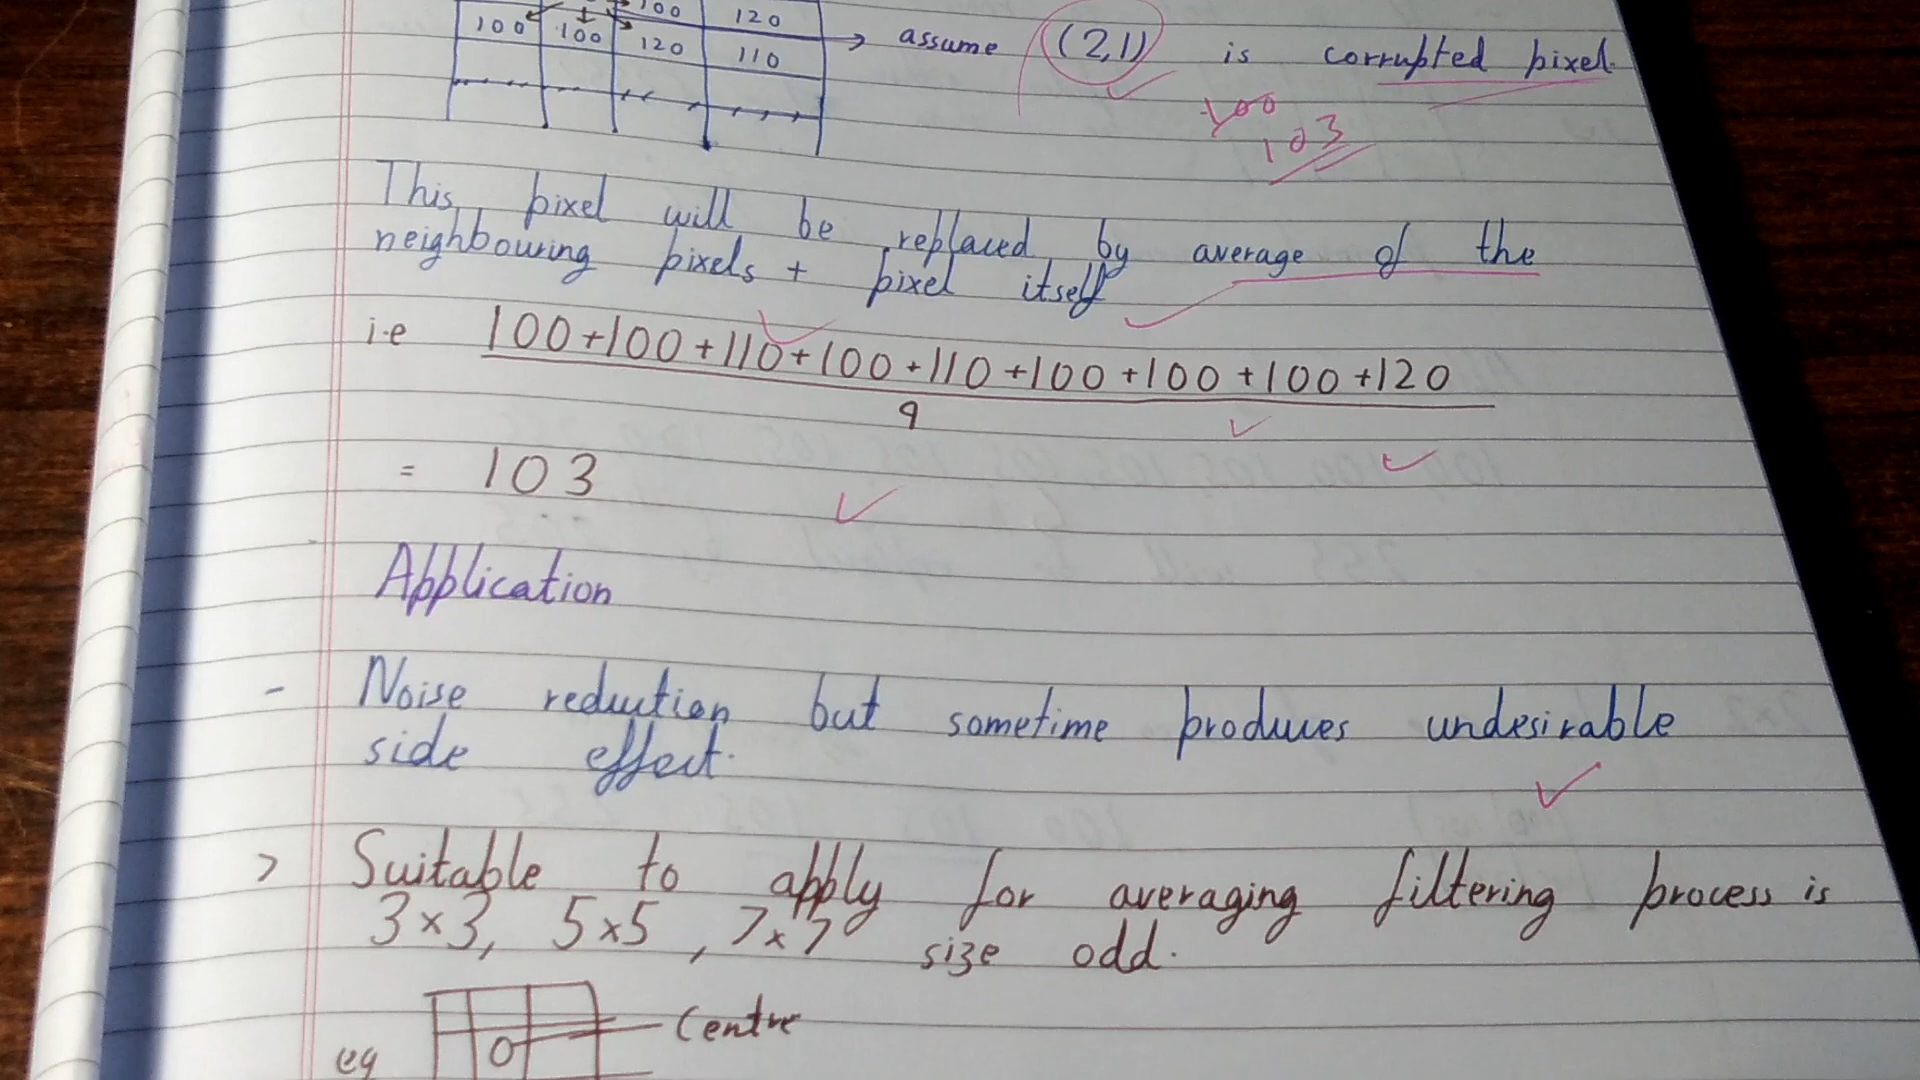 100 120
100 100 120 110 → assume (2,1) is corrupted pixel.
100
103
This pixel will be replaced by average of the
neighbouring pixels + pixel itself
i.e 100+100+110+100+110+100+100+100+120
9
= 103
Application
- Noise reduction but sometime produces undesirable
side effect.
> Suitable to apply for averaging filtering process is
3×3, 5×5, 7×7 size odd.
Centre
eg 0